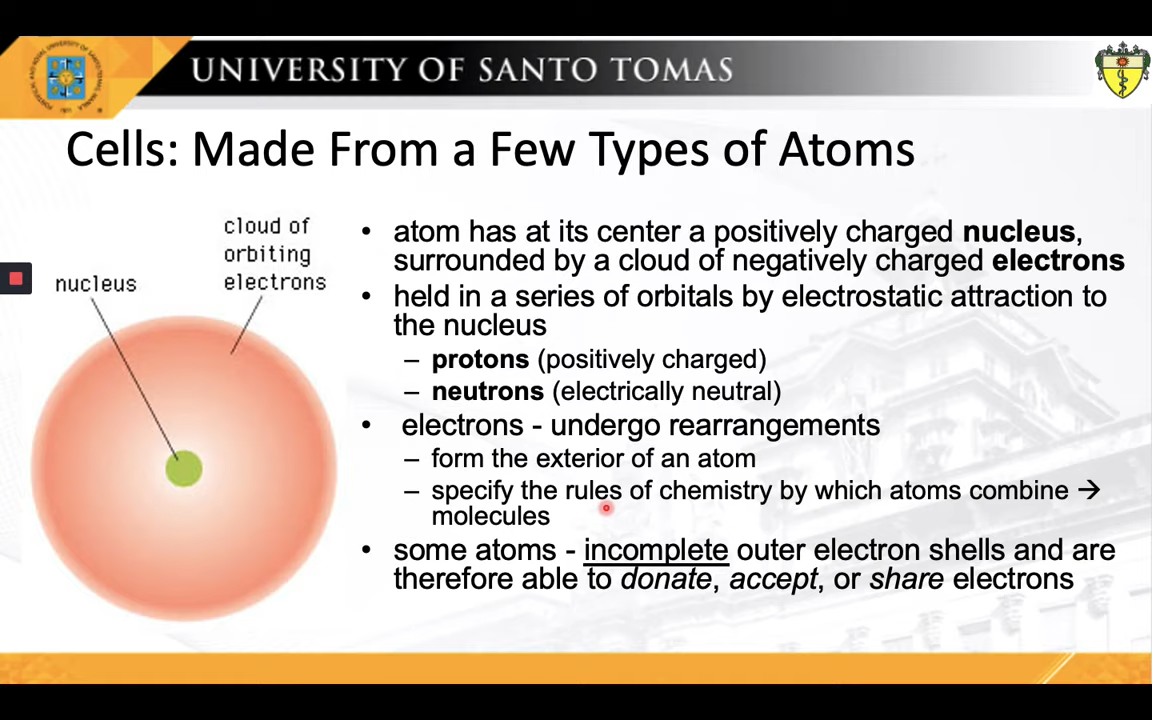 UNIVERSITY OF SANTO TOMAS
Cells: Made From a Few Types of Atoms
cloud of
orbiting
electrons
nucleus
• atom has at its center a positively charged nucleus,
surrounded by a cloud of negatively charged electrons
• held in a series of orbitals by electrostatic attraction to
the nucleus
– protons (positively charged)
– neutrons (electrically neutral)
• electrons - undergo rearrangements
– form the exterior of an atom
– specify the rules of chemistry by which atoms combine →
molecules
• some atoms - incomplete outer electron shells and are
therefore able to donate, accept, or share electrons